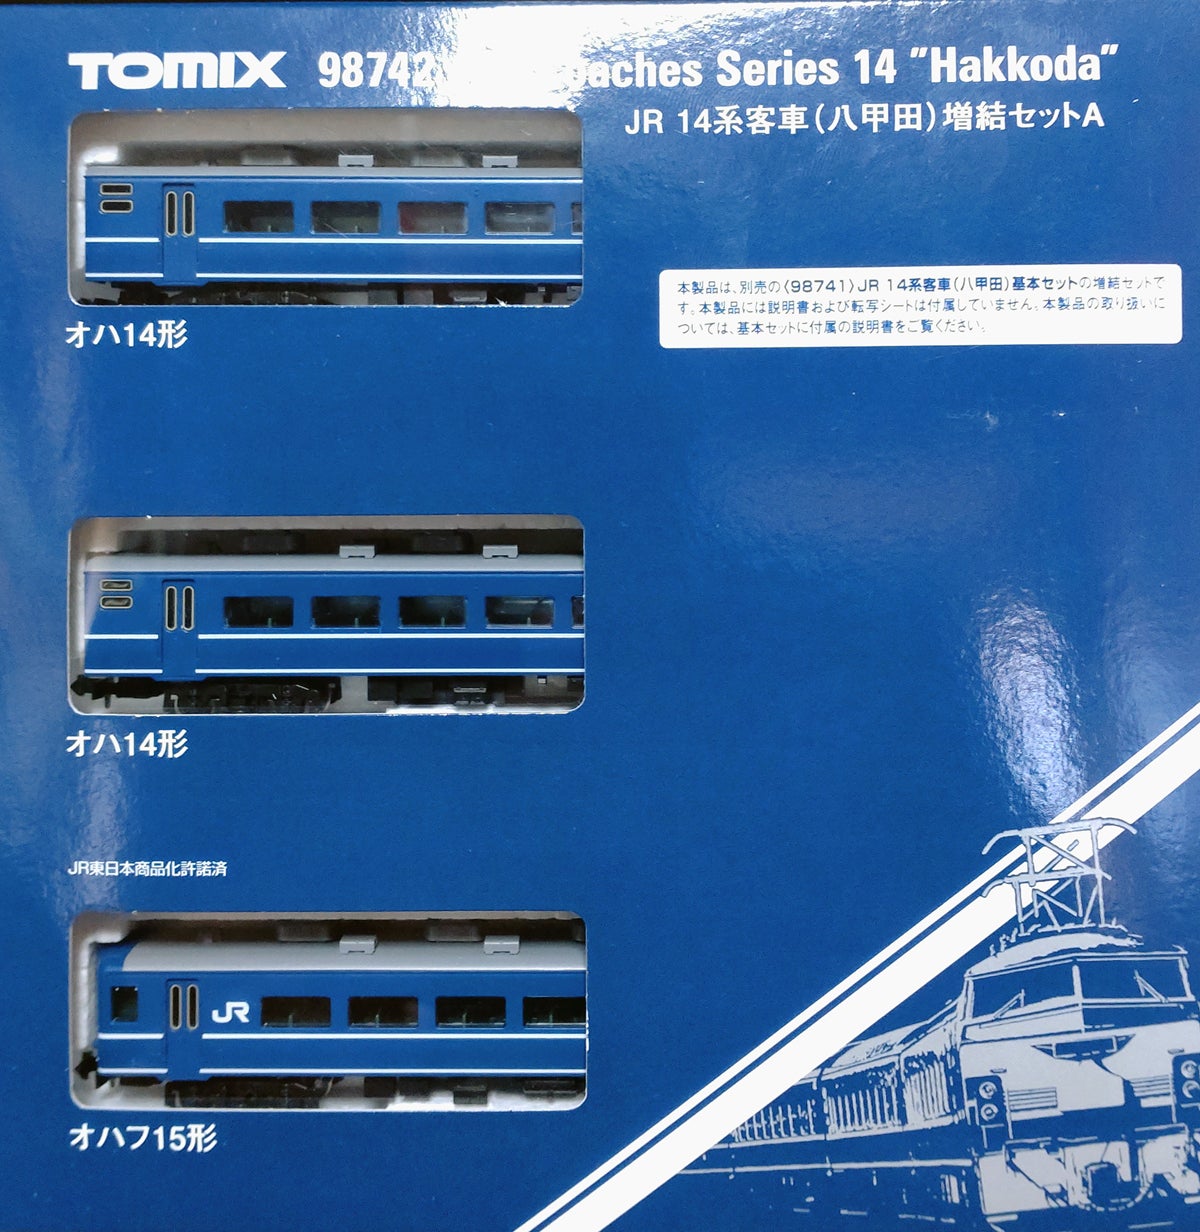 TOMIX 98742 Coaches Series 14 "Hakkoda"
JR 14系客車(八甲田)増結セットA
本製品は、別売の〈98741〉JR 14系客車(八甲田)基本セットの増結セットで
す。本製品には説明書および転写シートは付属していません。本製品の取り扱いに
ついては、基本セットに付属の説明書をご覧ください。
オハ14形
オハ14形
JR東日本商品化許諾済
JR
オハフ15形